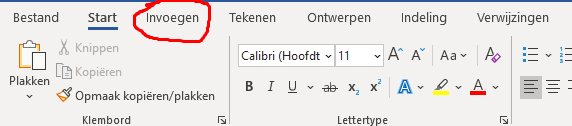 Bestand Start Invoegen Tekenen Ontwerpen Indeling Verwijzingen
Plakken
Knippen
Kopiëren
Opmaak kopiëren/plakken
Klembord
Calibri (Hoofdt 11 A A Aa A
B I U ab x₂ x² A A
Lettertype